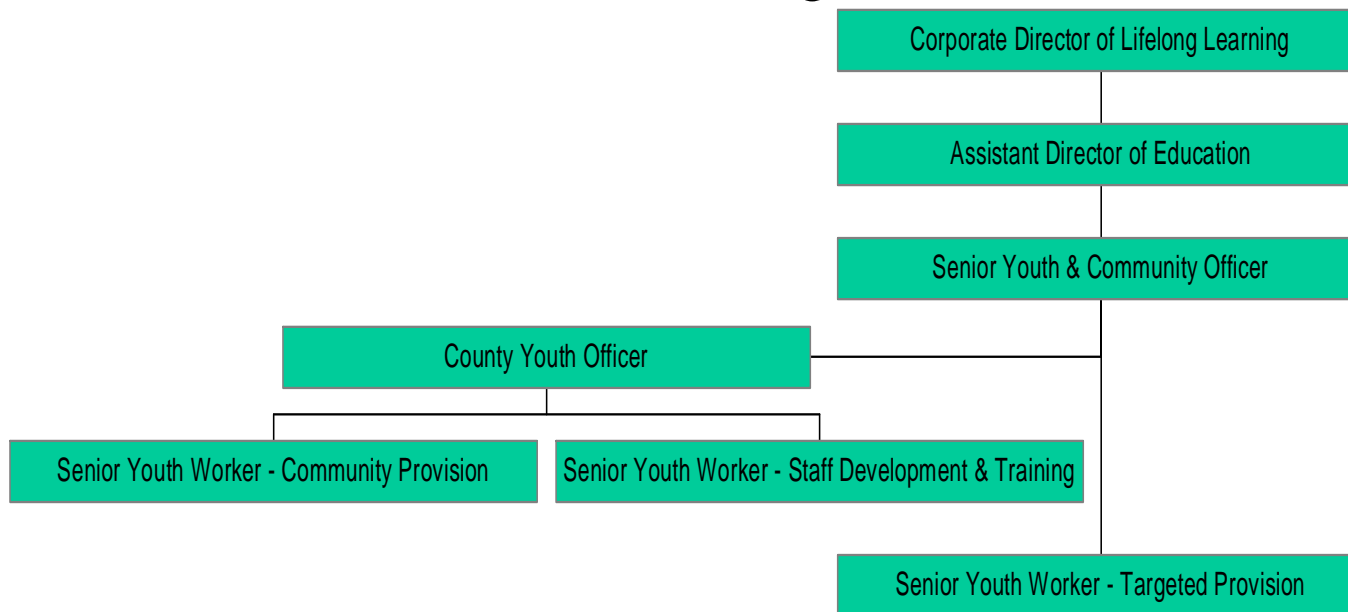 Corporate Director of Lifelong Learning
Assistant Director of Education
Senior Youth & Community Officer
County Youth Officer
Senior Youth Worker - Community Provision
Senior Youth Worker - Staff Development & Training
Senior Youth Worker - Targeted Provision